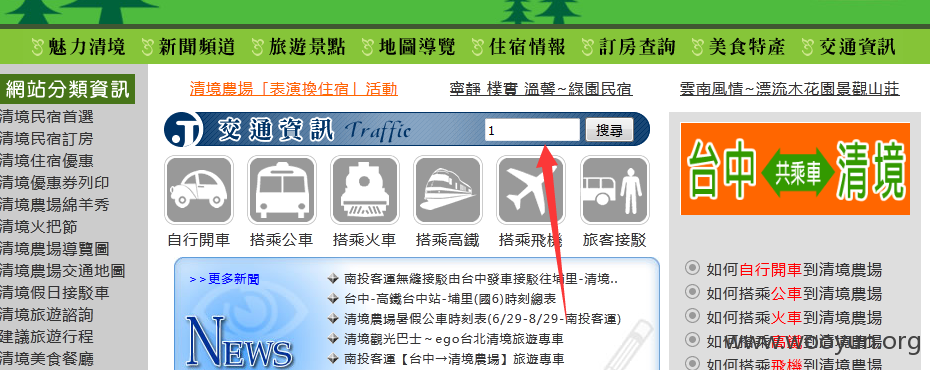 魅力清境 新聞頻道 旅遊景點 地圖導覽 住宿情報 訂房查詢 美食特產 交通資訊
網站分類資訊
清境民宿首選
清境民宿訂房
清境住宿優惠
清境優惠券列印
清境農場綿羊秀
清境火把節
清境農場導覽圖
清境農場交通地圖
清境假日接駁車
清境旅遊諮詢
建議旅遊行程
清境美食餐廳
清境農場「表演換住宿」活動 寧靜 樸實 溫馨~綠園民宿 雲南風情~漂流木花園景觀山莊
交通資訊 Traffic 1 搜尋
自行開車 搭乘公車 搭乘火車 搭乘高鐵 搭乘飛機 旅客接駁
>>更多新聞
NEWS
南投客運無縫接駁由台中發車接駁往埔里-清境..
台中-高鐵台中站-埔里(國6)時刻總表
清境農場暑假公車時刻表(6/29-8/29-南投客運)
清境觀光巴士~ego台北清境旅遊專車
南投客運【台中→清境農場】旅遊專車
台中 共乘車 清境
如何自行開車到清境農場
如何搭乘公車到清境農場
如何搭乘火車到清境農場
如何搭乘高鐵到清境農場
如何搭乘飛機到清境農場
www.wooyun.org